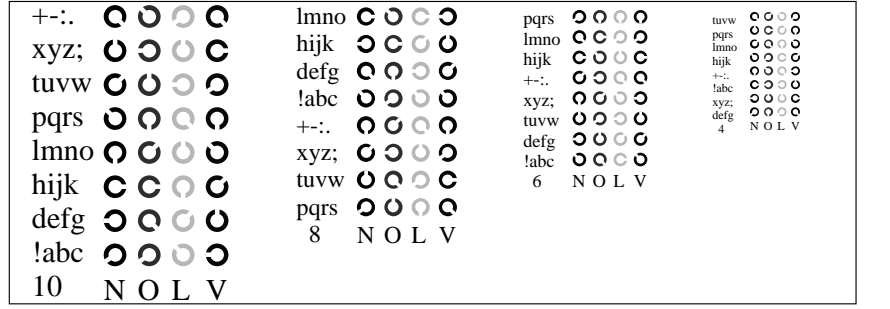 +-:.
xyz;
tuvw
pqrs
lmno
hijk
defg
!abc
10 N O L V
lmno
hijk
defg
!abc
+-:.
xyz;
tuvw
pqrs
8 N O L V
pqrs
lmno
hijk
+-:.
xyz;
tuvw
defg
!abc
6 N O L V
tuvw
pqrs
lmno
hijk
+-:.
!abc
xyz;
defg
4 N O L V